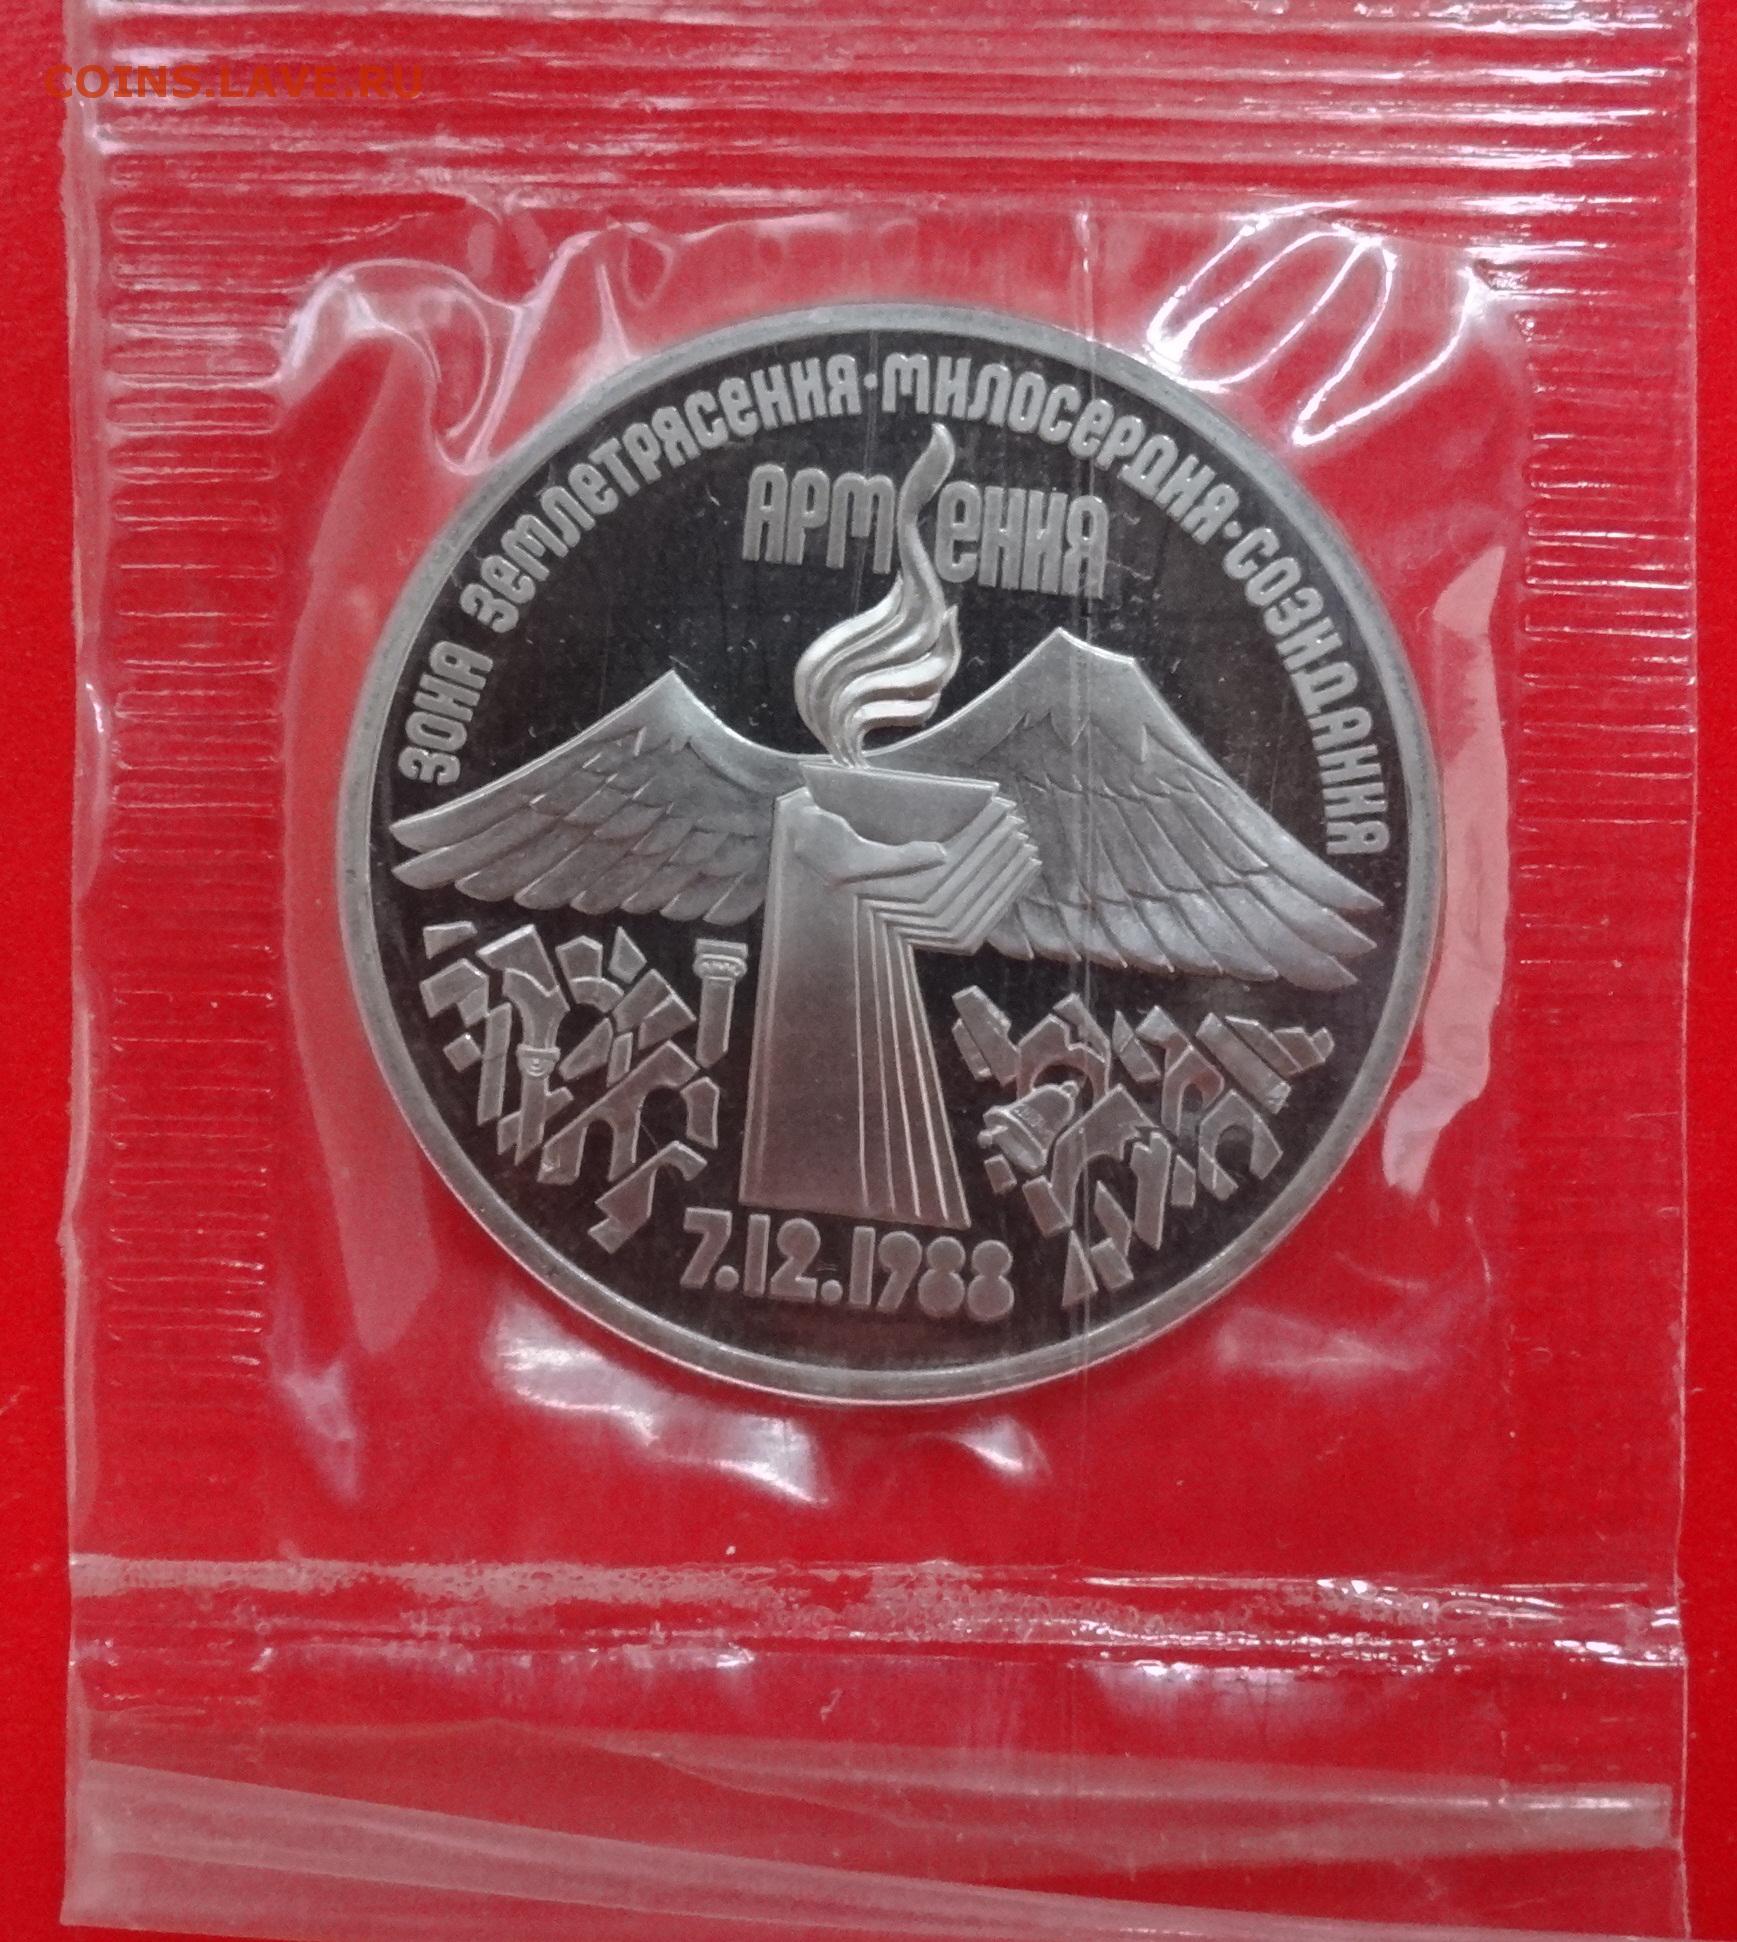 COINS.LAVE.RU
ЗОНА ЗЕМЛЕТРЯСЕНИЯ·МИЛОСЕРДИЯ·СОЗИДАНИЯ
АРМЕНИЯ
7.12.1988